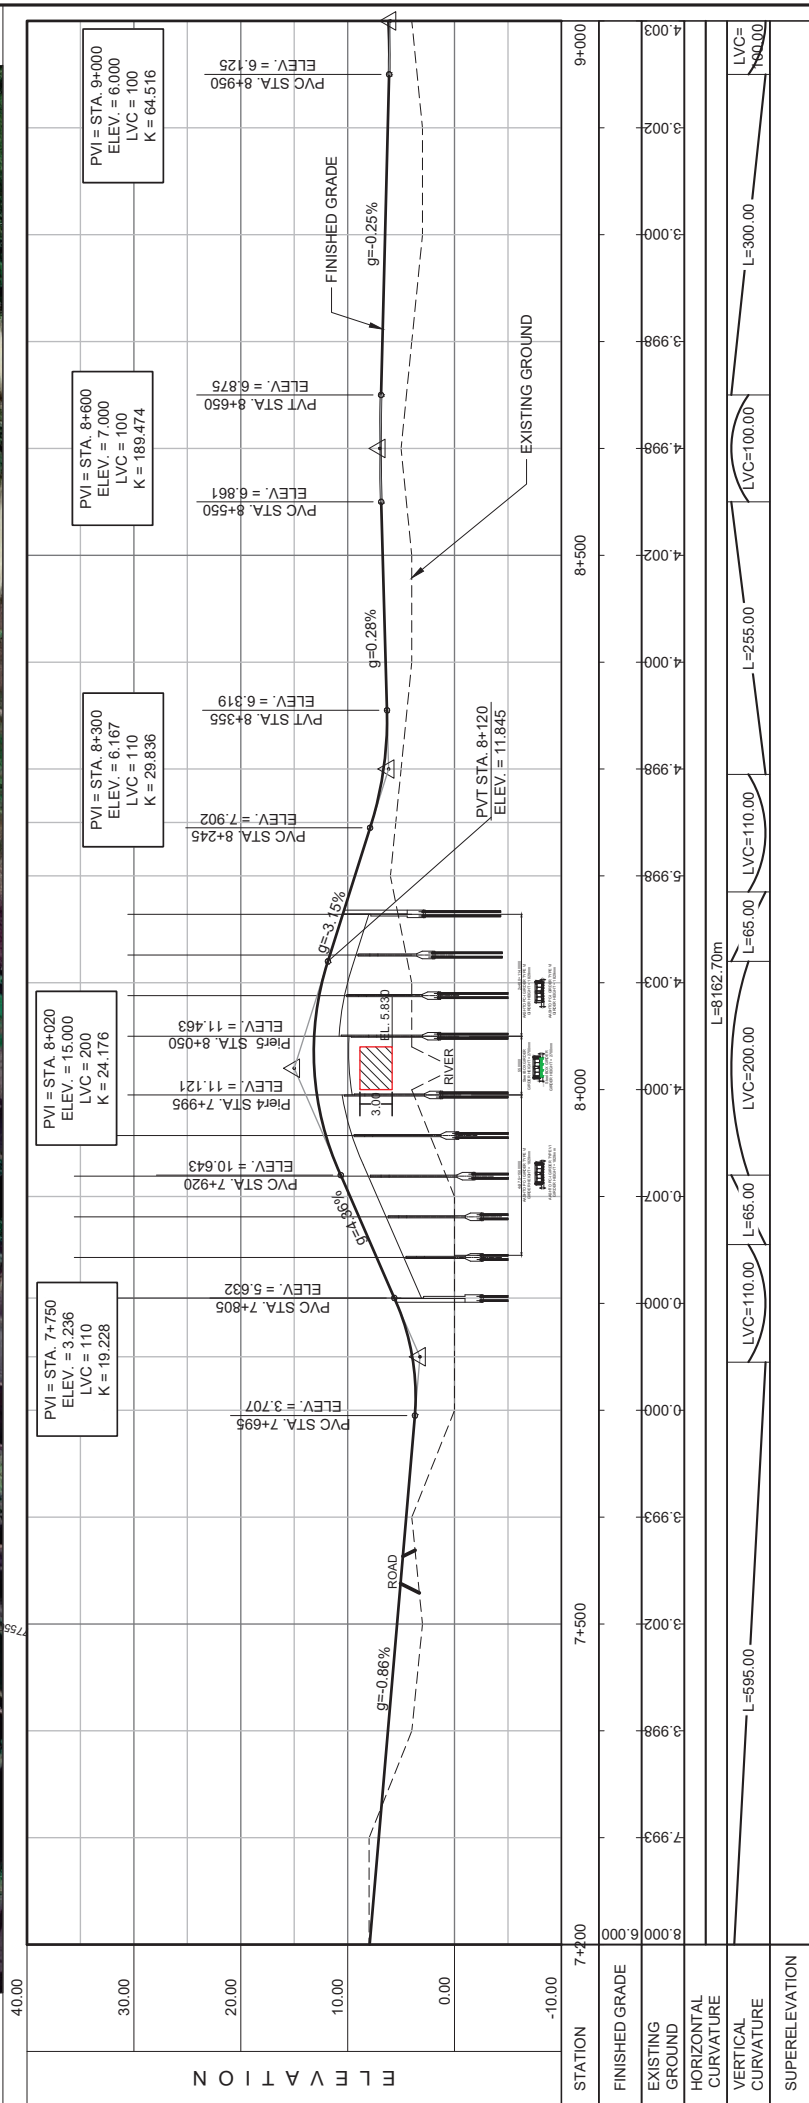 7755
PVI = STA. 7+750
ELEV. = 3.236
LVC = 110
K = 19.228
PVI = STA. 8+020
ELEV. = 15.000
LVC = 200
K = 24.176
PVI = STA. 8+300
ELEV. = 6.167
LVC = 110
K = 29.836
PVI = STA. 8+600
ELEV. = 7.000
LVC = 100
K = 189.474
PVI = STA. 9+000
ELEV. = 6.000
LVC = 100
K = 64.516
ELEVATION
40.00
30.00
20.00
10.00
0.00
-10.00
PVC STA. 7+695
ELEV. = 3.707
PVC STA. 7+805
ELEV. = 5.632
PVC STA. 7+920
ELEV. = 10.643
Pier4 STA. 7+995
ELEV. = 11.121
Pier5 STA. 8+050
ELEV. = 11.463
PVT STA. 8+120
ELEV. = 11.845
PVC STA. 8+245
ELEV. = 7.902
PVT STA. 8+355
ELEV. = 6.319
PVC STA. 8+550
ELEV. = 6.861
PVT STA. 8+650
ELEV. = 6.875
PVC STA. 8+950
ELEV. = 6.125
g=-0.86%
g=4.36%
g=-3.15%
g=0.28%
g=-0.25%
ROAD
3.00
EL. 5.830
RIVER
FINISHED GRADE
EXISTING GROUND
STATION
7+200
7+500
8+000
8+500
9+000
FINISHED GRADE
6.000
EXISTING
GROUND
8.000
7.993
3.998
3.002
3.993
0.000
0.000
0.007
4.000
4.003
5.998
4.998
4.000
4.002
4.998
3.998
3.000
3.002
4.003
HORIZONTAL
CURVATURE
L=8162.70m
VERTICAL
CURVATURE
L=595.00
LVC=110.00
L=65.00
LVC=200.00
L=65.00
LVC=110.00
L=255.00
LVC=100.00
L=300.00
LVC=
100.00
SUPERELEVATION